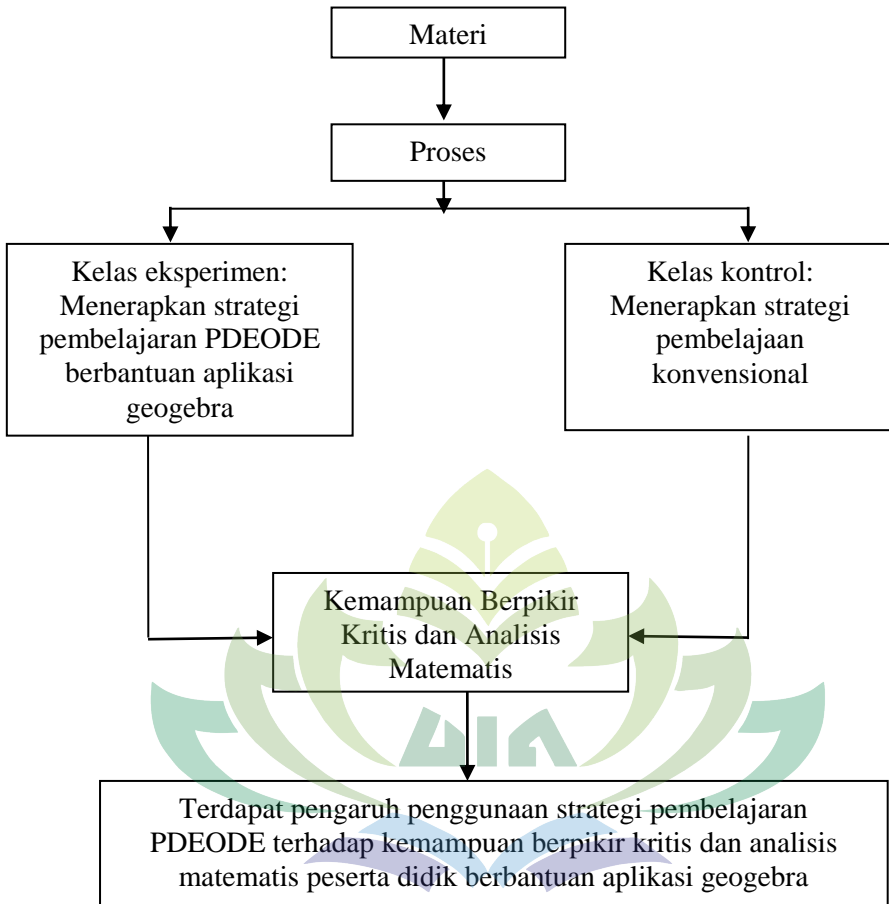 Materi
Proses
Kelas eksperimen:
Menerapkan strategi
pembelajaran PDEODE
berbantuan aplikasi
geogebra
Kelas kontrol:
Menerapkan strategi
pembelajaan
konvensional
Kemampuan Berpikir
Kritis dan Analisis
Matematis
UIN
Terdapat pengaruh penggunaan strategi pembelajaran
PDEODE terhadap kemampuan berpikir kritis dan analisis
matematis peserta didik berbantuan aplikasi geogebra